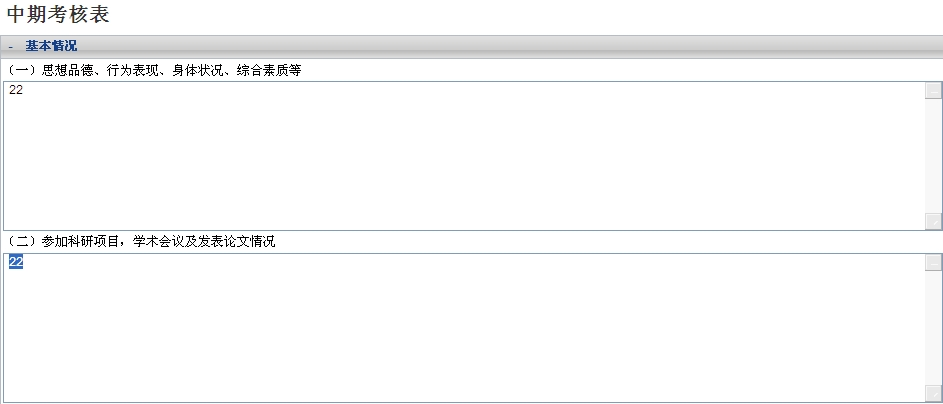 中期考核表
- 基本情况
（一）思想品德、行为表现、身体状况、综合素质等
22
（二）参加科研项目，学术会议及发表论文情况
22